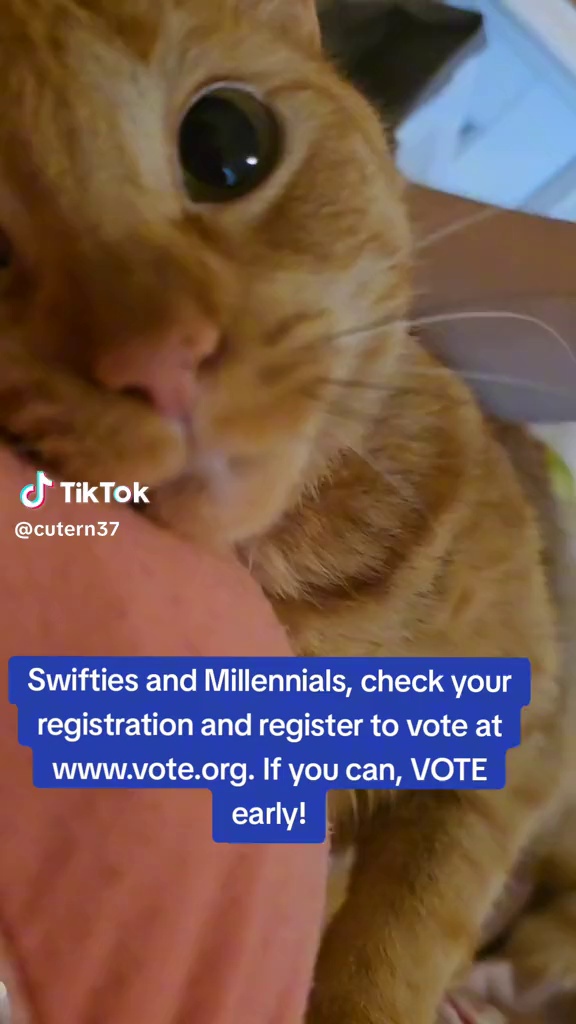 TikTok
@cutern37
Swifties and Millennials, check your
registration and register to vote at
www.vote.org. If you can, VOTE
early!